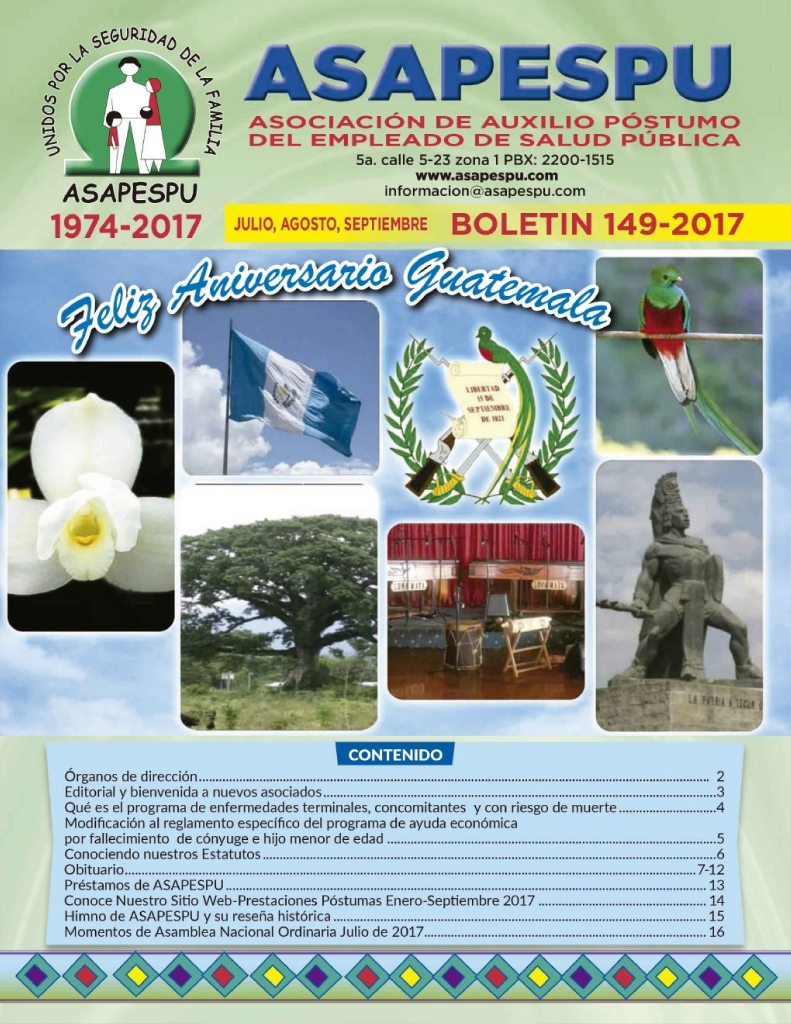 UNIDOS POR LA SEGURIDAD DE LA FAMILIA
ASAPESPU
1974-2017
ASAPESPU
ASOCIACIÓN DE AUXILIO PÓSTUMO
DEL EMPLEADO DE SALUD PÚBLICA
5a. calle 5-23 zona 1 PBX: 2200-1515
www.asapespu.com
informacion@asapespu.com
JULIO, AGOSTO, SEPTIEMBRE BOLETIN 149-2017
Feliz Aniversario Guatemala
LIBERTAD
15 DE
SEPTIEMBRE
DE 1821
LA PATRIA A TECUN
CONTENIDO
Órganos de dirección 2
Editorial y bienvenida a nuevos asociados 3
Qué es el programa de enfermedades terminales, concomitantes y con riesgo de muerte 4
Modificación al reglamento específico del programa de ayuda económica
por fallecimiento de cónyuge e hijo menor de edad 5
Conociendo nuestros Estatutos 6
Obituario 7-12
Préstamos de ASAPESPU 13
Conoce Nuestro Sitio Web-Prestaciones Póstumas Enero-Septiembre 2017 14
Himno de ASAPESPU y su reseña histórica 15
Momentos de Asamblea Nacional Ordinaria Julio de 2017 16